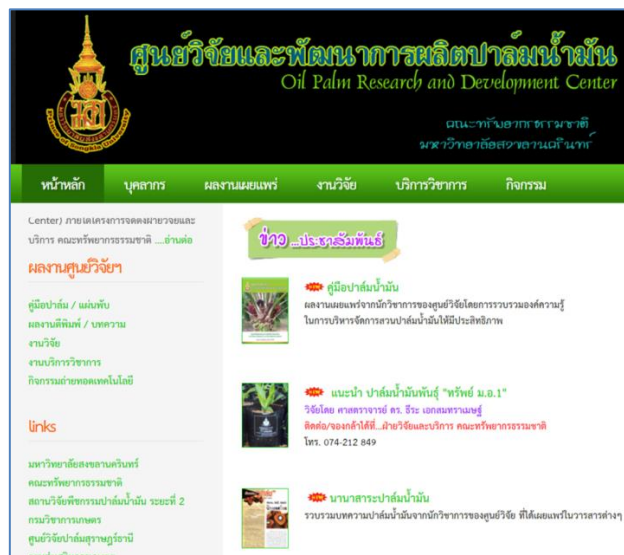 ศูนย์วิจัยและพัฒนาการผลิตปาล์มน้ำมัน
Oil Palm Research and Development Center
คณะทรัพยากรธรรมชาติ
มหาวิทยาลัยสงขลานครินทร์
Prince of Songkla University
หน้าหลัก บุคลากร ผลงานเผยแพร่ งานวิจัย บริการวิชาการ กิจกรรม
Center) ภายใต้โครงการจัดตั้งฝ่ายวิจัยและ
บริการ คณะทรัพยากรธรรมชาติ ....อ่านต่อ
ผลงานศูนย์วิจัยฯ
คู่มือปาล์ม / แผ่นพับ
ผลงานตีพิมพ์ / บทความ
งานวิจัย
งานบริการวิชาการ
กิจกรรมถ่ายทอดเทคโนโลยี
links
มหาวิทยาลัยสงขลานครินทร์
คณะทรัพยากรธรรมชาติ
สถานวิจัยพืชกรรมปาล์มน้ำมัน ระยะที่ 2
กรมวิชาการเกษตร
ศูนย์วิจัยปาล์มสุราษฎร์ธานี
ข่าว ...ประชาสัมพันธ์
คู่มือปาล์มน้ำมัน
ผลงานเผยแพร่จากนักวิชาการของศูนย์วิจัยโดยการรวบรวมองค์ความรู้
ในการบริหารจัดการสวนปาล์มน้ำมันให้มีประสิทธิภาพ
แนะนำ ปาล์มน้ำมันพันธุ์ "ทรัพย์ ม.อ.1"
วิจัยโดย ศาสตราจารย์ ดร. ธีระ เอกสมทราเมษฐ์
ติดต่อ/จองกล้าได้ที่...ฝ่ายวิจัยและบริการ คณะทรัพยากรธรรมชาติ
โทร. 074-212 849
นานาสาระปาล์มน้ำมัน
รวบรวมบทความปาล์มน้ำมันจากนักวิชาการของศูนย์วิจัย ที่ได้เผยแพร่ในวารสารต่างๆ